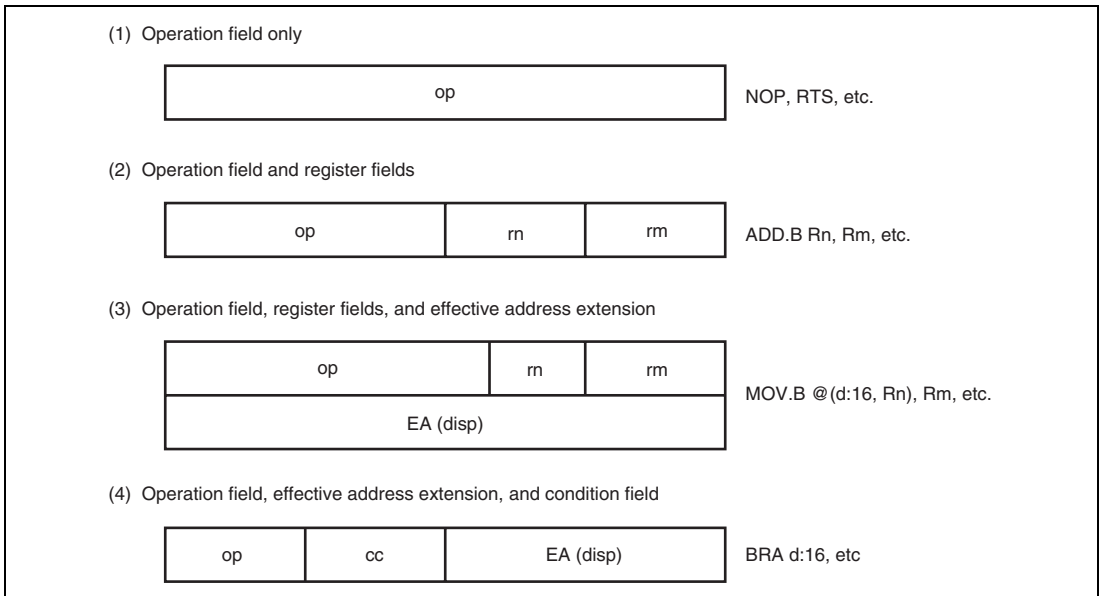 (1) Operation field only
op
NOP, RTS, etc.
(2) Operation field and register fields
op rn rm
ADD.B Rn, Rm, etc.
(3) Operation field, register fields, and effective address extension
op rn rm
MOV.B @(d:16, Rn), Rm, etc.
EA (disp)
(4) Operation field, effective address extension, and condition field
op cc EA (disp)
BRA d:16, etc